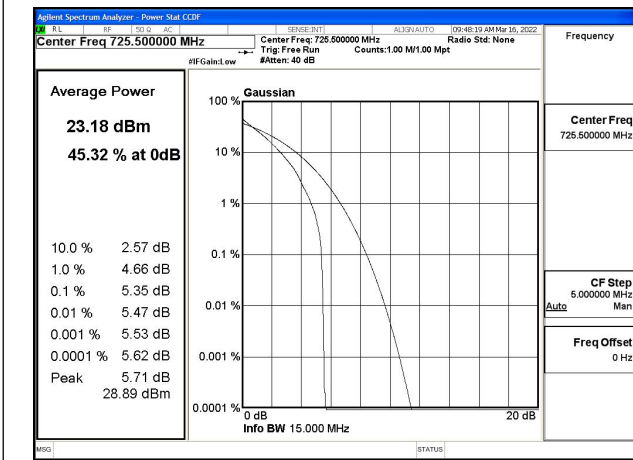 Agilent Spectrum Analyzer - Power Stat CCDF
RL RF 50 Ω AC SENSE:INT ALIGNAUTO 09:48:19 AM Mar 16, 2022
Center Freq 725.500000 MHz
Center Freq: 725.500000 MHz Radio Std: None
Trig: Free Run Counts:1.00 M/1.00 Mpt
#IFGain:Low #Atten: 40 dB
Frequency
Average Power
23.18 dBm
45.32 % at 0dB
10.0 % 2.57 dB
1.0 % 4.66 dB
0.1 % 5.35 dB
0.01 % 5.47 dB
0.001 % 5.53 dB
0.0001 % 5.62 dB
Peak 5.71 dB
28.89 dBm
Gaussian
100 %
10 %
1 %
0.1 %
0.01 %
0.001 %
0.0001 %
0 dB 20 dB
Info BW 15.000 MHz
Center Freq
725.500000 MHz
CF Step
5.000000 MHz
Auto Man
Freq Offset
0 Hz
MSG STATUS